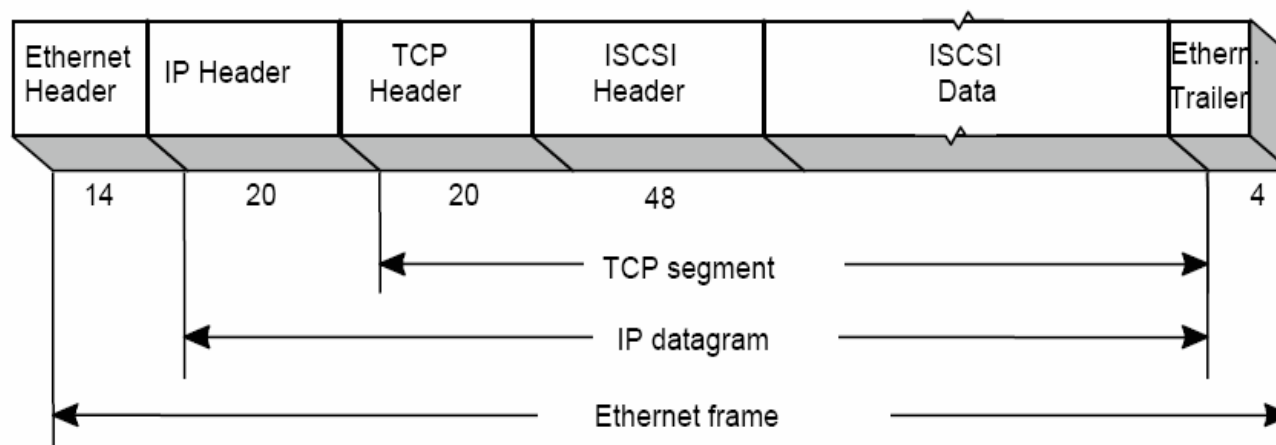 Ethernet Header
IP Header
TCP Header
ISCSI Header
ISCSI Data
Ethern. Trailer
14
20
20
48
4
TCP segment
IP datagram
Ethernet frame